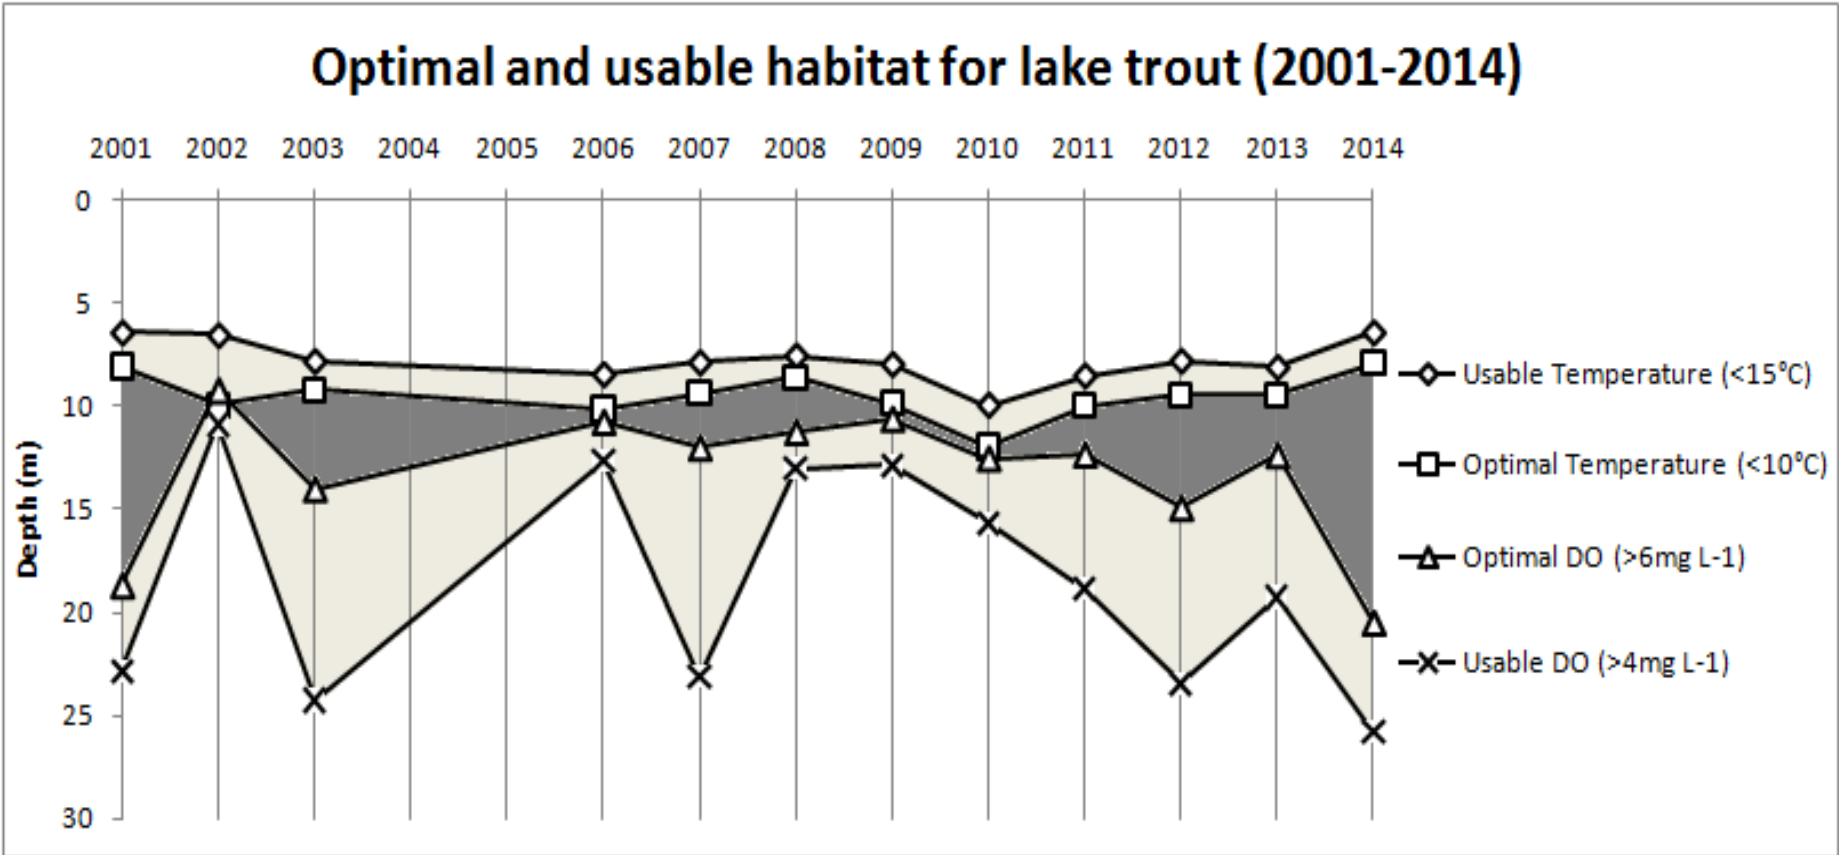 Optimal and usable habitat for lake trout (2001-2014)
2001 2002 2003 2004 2005 2006 2007 2008 2009 2010 2011 2012 2013 2014
0
5
10
15
20
25
30
Depth (m)
Usable Temperature (<15°C)
Optimal Temperature (<10°C)
Optimal DO (>6mg L-1)
Usable DO (>4mg L-1)